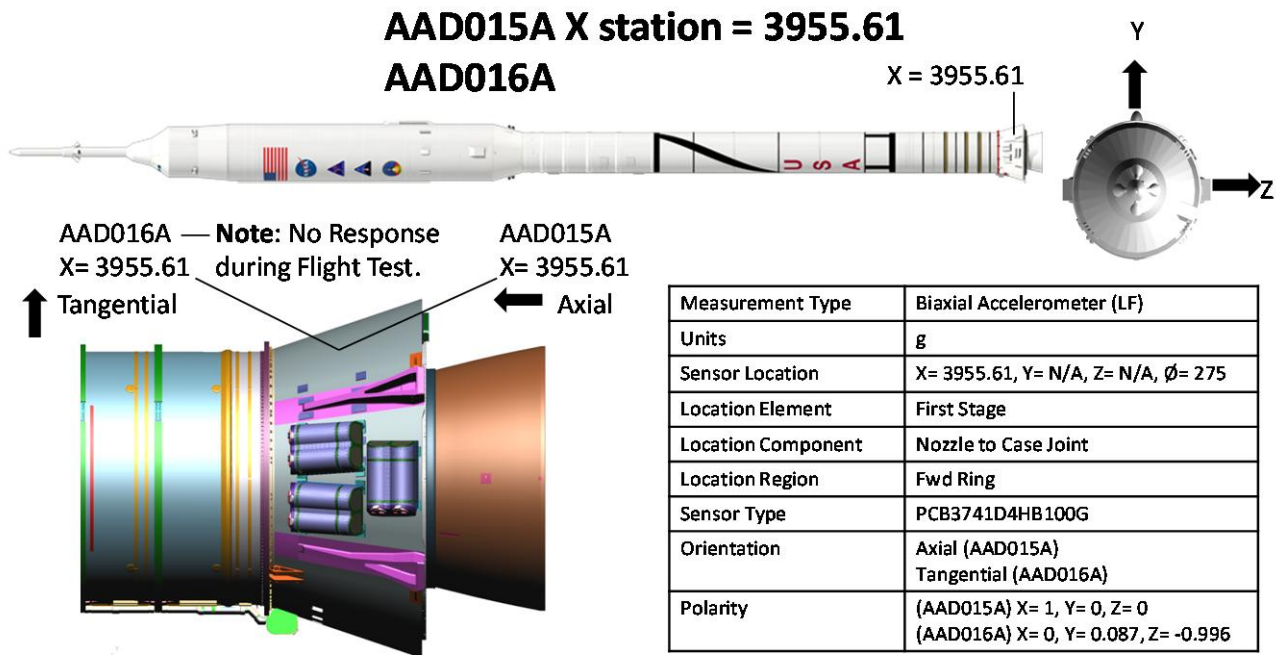 AAD015A X station = 3955.61
AAD016A
X = 3955.61
Y
Z
U S A
AAD016A — Note: No Response
X= 3955.61 during Flight Test.
Tangential
AAD015A
X= 3955.61
Axial
Measurement Type Biaxial Accelerometer (LF)
Units g
Sensor Location X= 3955.61, Y= N/A, Z= N/A, Ø= 275
Location Element First Stage
Location Component Nozzle to Case Joint
Location Region Fwd Ring
Sensor Type PCB3741D4HB100G
Orientation Axial (AAD015A)
Tangential (AAD016A)
Polarity (AAD015A) X= 1, Y= 0, Z= 0
(AAD016A) X= 0, Y= 0.087, Z= -0.996